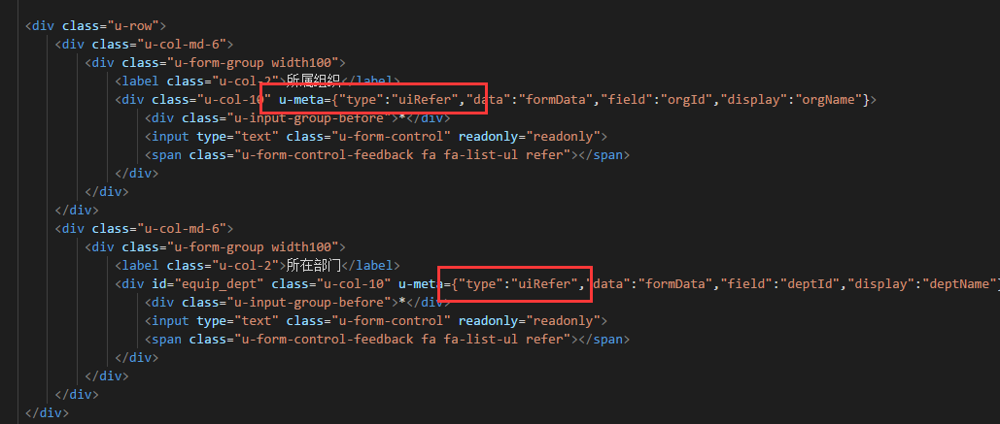 <div class="u-row">
<div class="u-col-md-6">
<div class="u-form-group width100">
<label class="u-col-2">所属组织</label>
<div class="u-col-10" u-meta={"type":"uiRefer","data":"formData","field":"orgId","display":"orgName"}>
<div class="u-input-group-before">*</div>
<input type="text" class="u-form-control" readonly="readonly">
<span class="u-form-control-feedback fa fa-list-ul refer"></span>
</div>
</div>
</div>
<div class="u-col-md-6">
<div class="u-form-group width100">
<label class="u-col-2">所在部门</label>
<div id="equip_dept" class="u-col-10" u-meta={"type":"uiRefer","data":"formData","field":"deptId","display":"deptName"}
<div class="u-input-group-before">*</div>
<input type="text" class="u-form-control" readonly="readonly">
<span class="u-form-control-feedback fa fa-list-ul refer"></span>
</div>
</div>
</div>
</div>